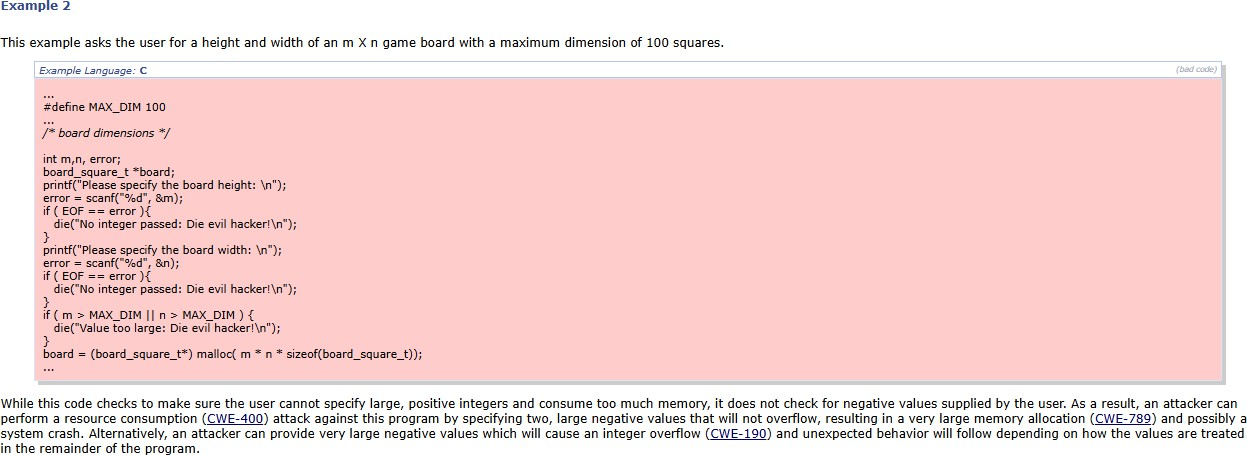 Example 2
This example asks the user for a height and width of an m X n game board with a maximum dimension of 100 squares.
Example Language: C (bad code)
...
#define MAX_DIM 100
...
/* board dimensions */
int m,n, error;
board_square_t *board;
printf("Please specify the board height: \n");
error = scanf("%d", &m);
if ( EOF == error ){
die("No integer passed: Die evil hacker!\n");
}
printf("Please specify the board width: \n");
error = scanf("%d", &n);
if ( EOF == error ){
die("No integer passed: Die evil hacker!\n");
}
if ( m > MAX_DIM || n > MAX_DIM ) {
die("Value too large: Die evil hacker!\n");
}
board = (board_square_t*) malloc( m * n * sizeof(board_square_t));
...
While this code checks to make sure the user cannot specify large, positive integers and consume too much memory, it does not check for negative values supplied by the user. As a result, an attacker can
perform a resource consumption (CWE-400) attack against this program by specifying two, large negative values that will not overflow, resulting in a very large memory allocation (CWE-789) and possibly a
system crash. Alternatively, an attacker can provide very large negative values which will cause an integer overflow (CWE-190) and unexpected behavior will follow depending on how the values are treated
in the remainder of the program.